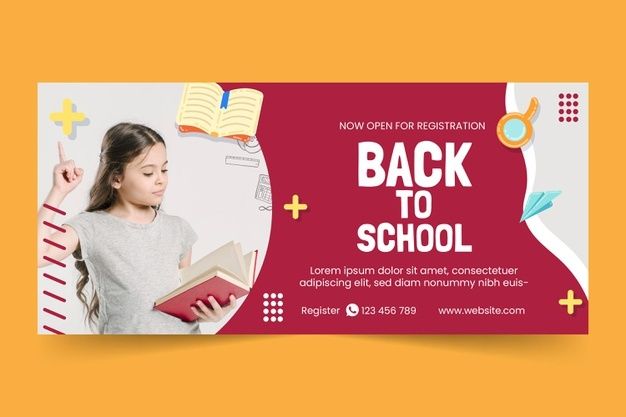 NOW OPEN FOR REGISTRATION
BACK
TO
SCHOOL
Lorem ipsum dolor sit amet, consectetuer
adipiscing elit, sed diam nonummy nibh euis-
Register 123 456 789 www.website.com